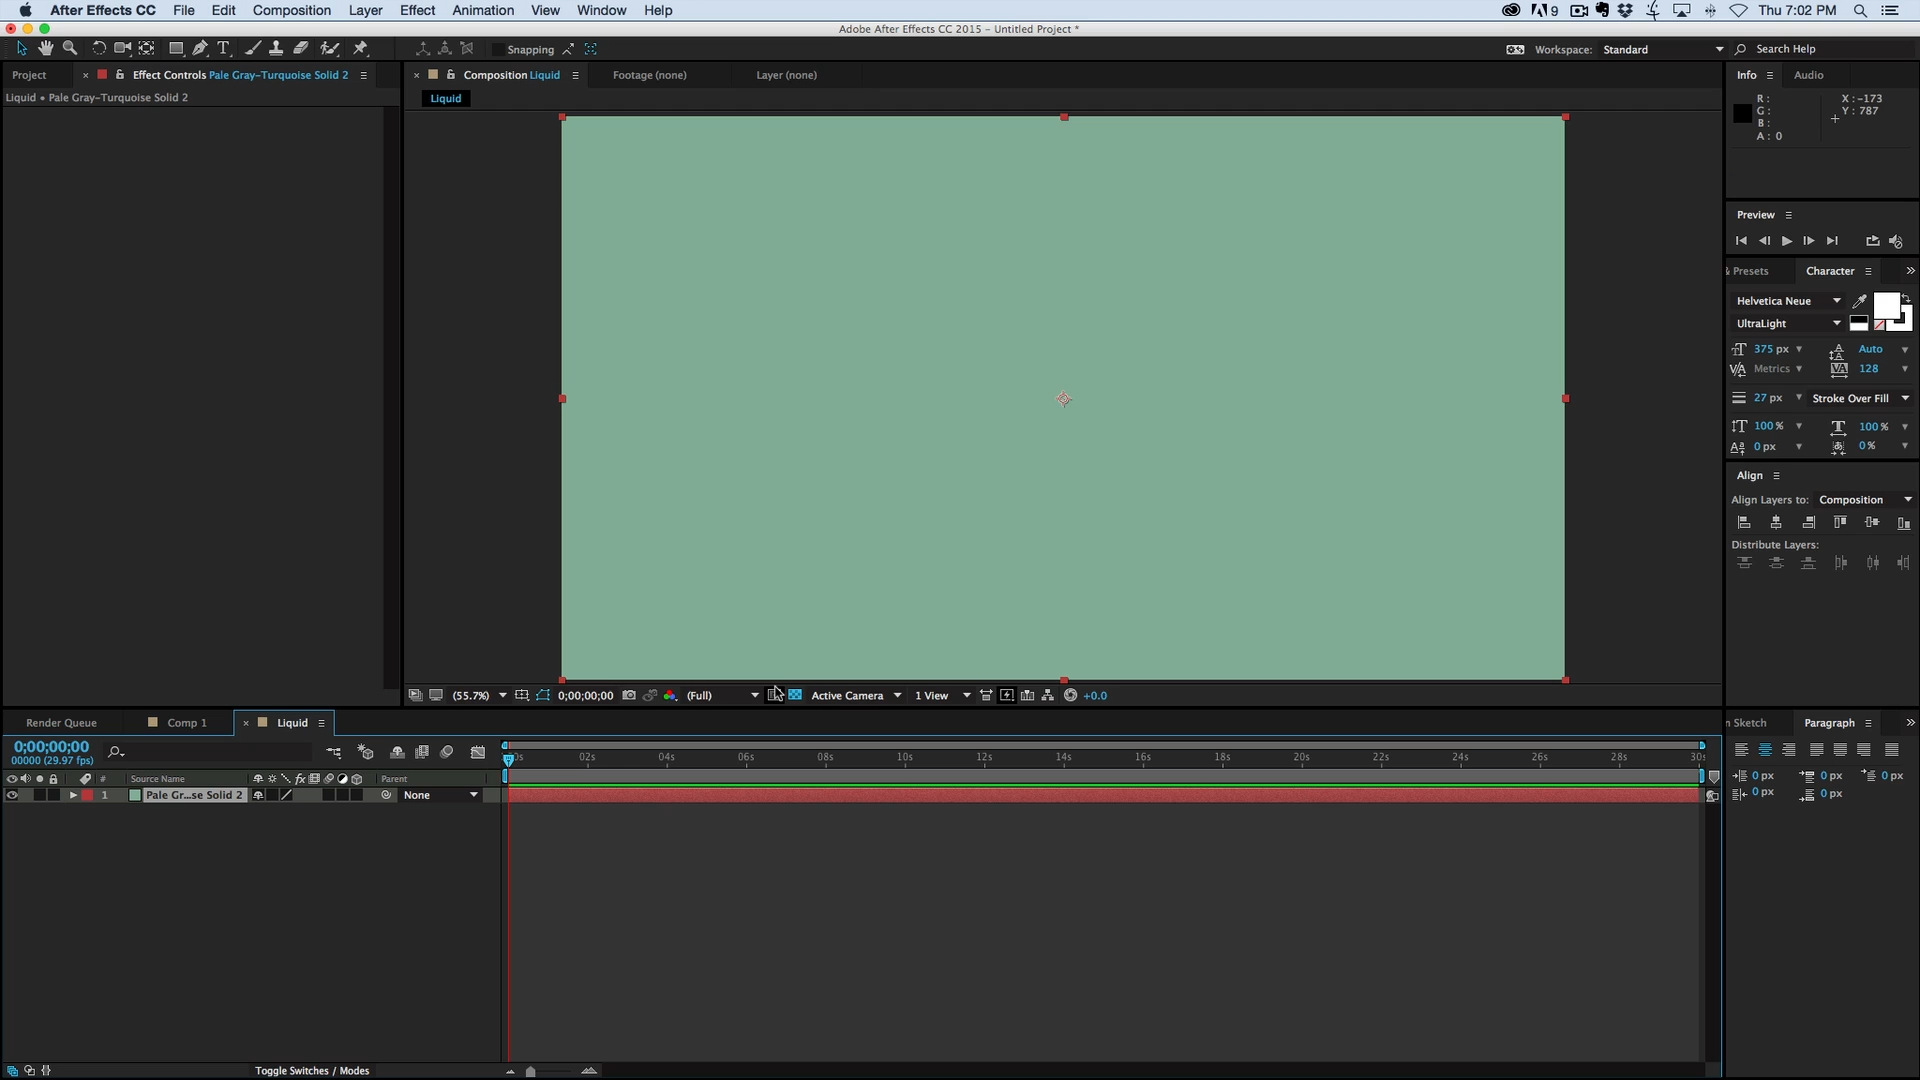 After Effects CC File Edit Composition Layer Effect Animation View Window Help 9 Thu 7:02 PM
Adobe After Effects CC 2015 - Untitled Project *
Snapping Workspace: Standard Search Help
Project × Effect Controls Pale Gray-Turquoise Solid 2 × Composition Liquid Footage (none) Layer (none) Info Audio
Liquid • Pale Gray-Turquoise Solid 2
Liquid
R: X: -173
G: Y: 787
B:
A: 0
Preview
& Presets Character
Helvetica Neue
UltraLight
375 px Auto
Metrics 128
27 px Stroke Over Fill
100 % 100 %
0 px 0 %
Align
Align Layers to: Composition
Distribute Layers:
(55.7%) 0;00;00;00 (Full) Active Camera 1 View +0.0
Render Queue Comp 1 × Liquid n Sketch Paragraph
0;00;00;00
00000 (29.97 fps)
02s 04s 06s 08s 10s 12s 14s 16s 18s 20s 22s 24s 26s 28s
# Source Name Parent
1 Pale Gr...se Solid 2 None
0 px 0 px 0 px
0 px 0 px
Toggle Switches / Modes